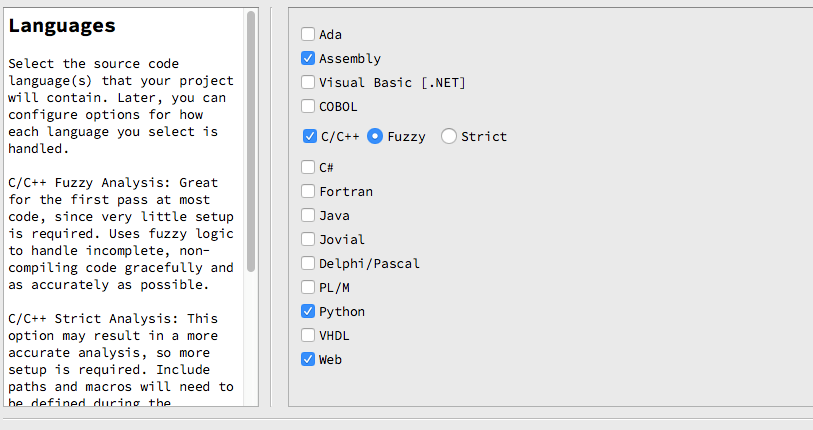 Languages
Select the source code
language(s) that your project
will contain. Later, you can
configure options for how
each language you select is
handled.
C/C++ Fuzzy Analysis: Great
for the first pass at most
code, since very little setup
is required. Uses fuzzy logic
to handle incomplete, non-
compiling code gracefully and
as accurately as possible.
C/C++ Strict Analysis: This
option may result in a more
accurate analysis, so more
setup is required. Include
paths and macros will need to
be defined during the
Ada
Assembly
Visual Basic [.NET]
COBOL
C/C++ Fuzzy Strict
C#
Fortran
Java
Jovial
Delphi/Pascal
PL/M
Python
VHDL
Web